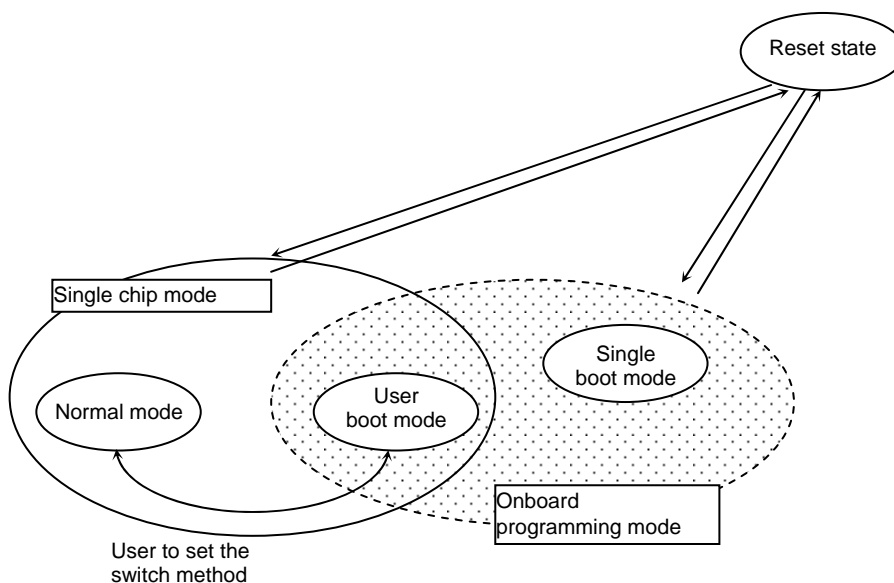 Reset state
Single chip mode
Single
boot mode
Normal mode
User
boot mode
Onboard
programming mode
User to set the
switch method